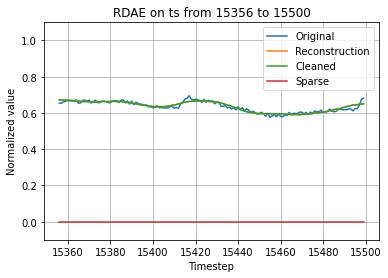 RDAE on ts from 15356 to 15500
Original
Reconstruction
Cleaned
Sparse
1.0
0.8
0.6
0.4
0.2
0.0
Normalized value
15360 15380 15400 15420 15440 15460 15480 15500
Timestep